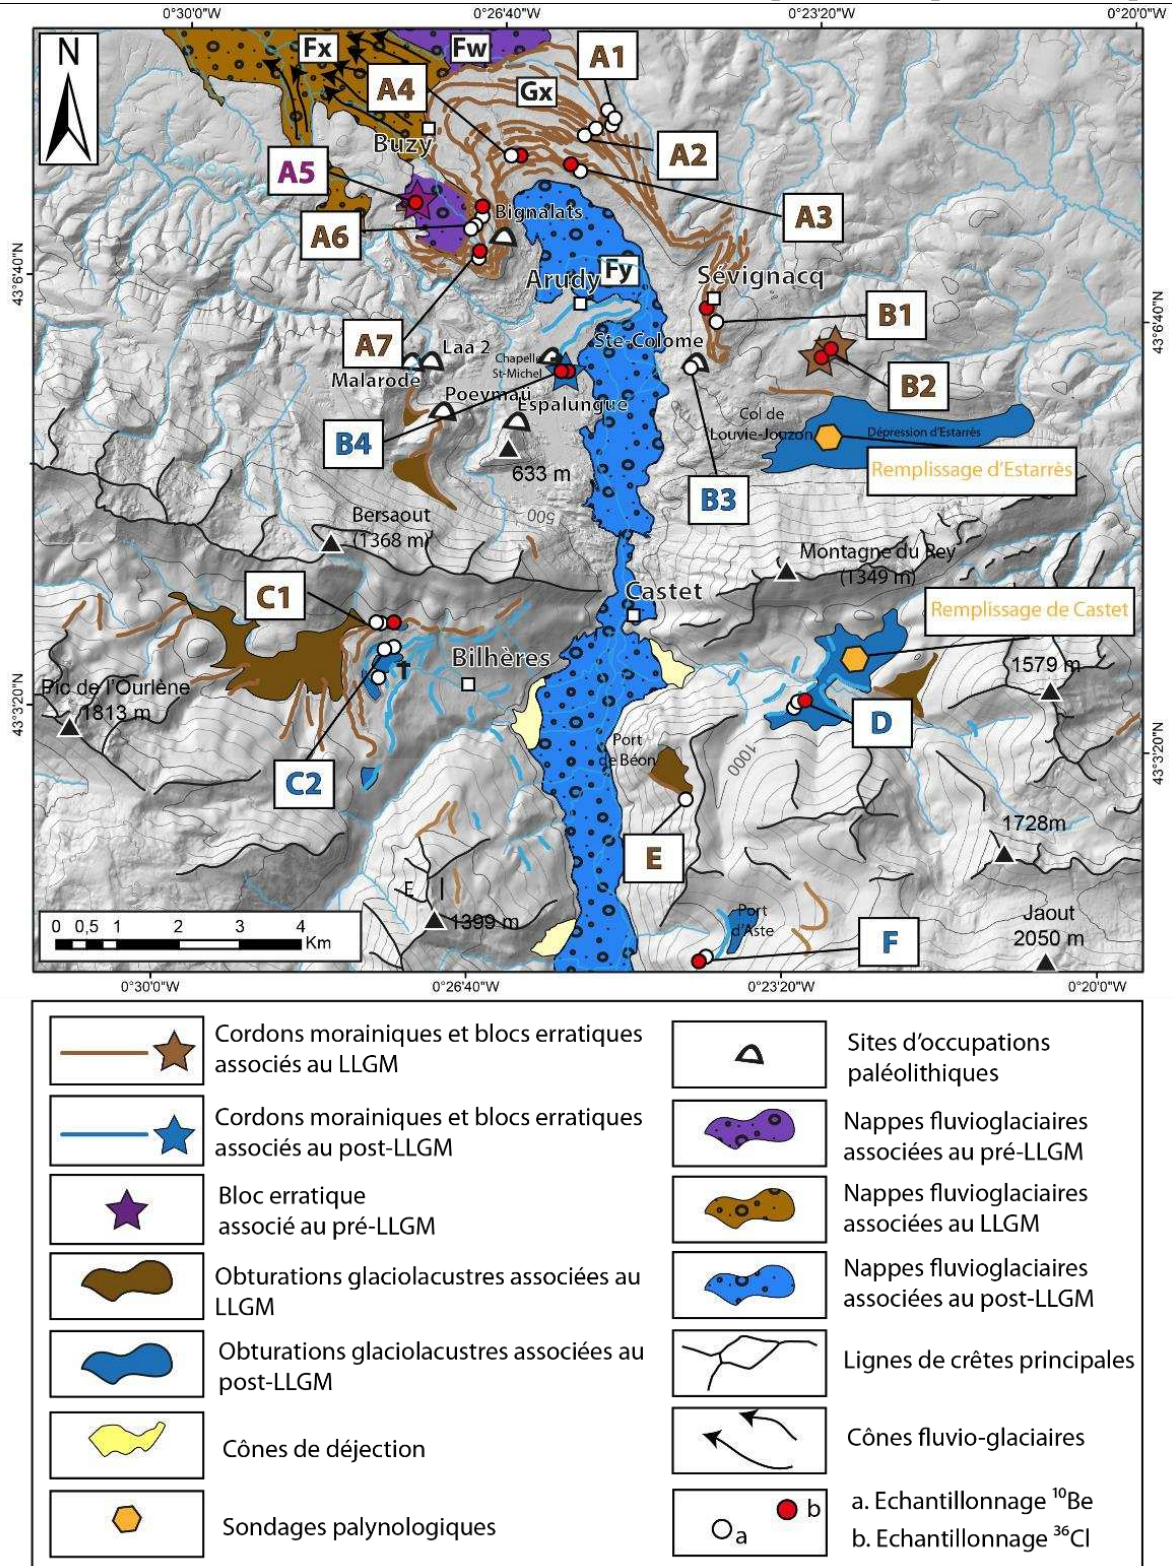 0°30'0"W
0°26'40"W
0°23'20"W
0°20'0"W
N
Fx
Fw
A1
A4
Gx
Buzy
A2
A5
A3
Bignalats
A6
43°6'40"N
Arudy
Fy
Sévignacq
B1
A7
Laa 2
Chapelle
St-Michel
Ste-Colome
Malarode
B2
Poeymaü
Espalungue
Col de
Louvie-Jouzon
Dépression d'Estarrès
B4
Remplissage d'Estarrès
633 m
B3
500
Bersaout
(1368 m)
Montagne du Rey
(1349 m)
C1
Castet
Remplissage de Castet
Bilhères
1579 m
Pic de l'Ourlène
1813 m
43°3'20"N
D
Port
de Béon
1000
C2
1728m
E
E
1399 m
Port
d'Aste
F
Jaout
2050 m
0 0,5 1 2 3 4
Km
43°6'40"N
43°3'20"N
0°30'0"W
0°26'40"W
0°23'20"W
0°20'0"W
Cordons morainiques et blocs erratiques
associés au LLGM
Cordons morainiques et blocs erratiques
associés au post-LLGM
Bloc erratique
associé au pré-LLGM
Obturations glaciolacustres associées au
LLGM
Obturations glaciolacustres associées au
post-LLGM
Cônes de déjection
Sondages palynologiques
Sites d'occupations
paléolithiques
Nappes fluvioglaciaires
associées au pré-LLGM
Nappes fluvioglaciaires
associées au LLGM
Nappes fluvioglaciaires
associées au post-LLGM
Lignes de crêtes principales
Cônes fluvio-glaciaires
a
b
a. Echantillonnage ¹⁰Be
b. Echantillonnage ³⁶Cl